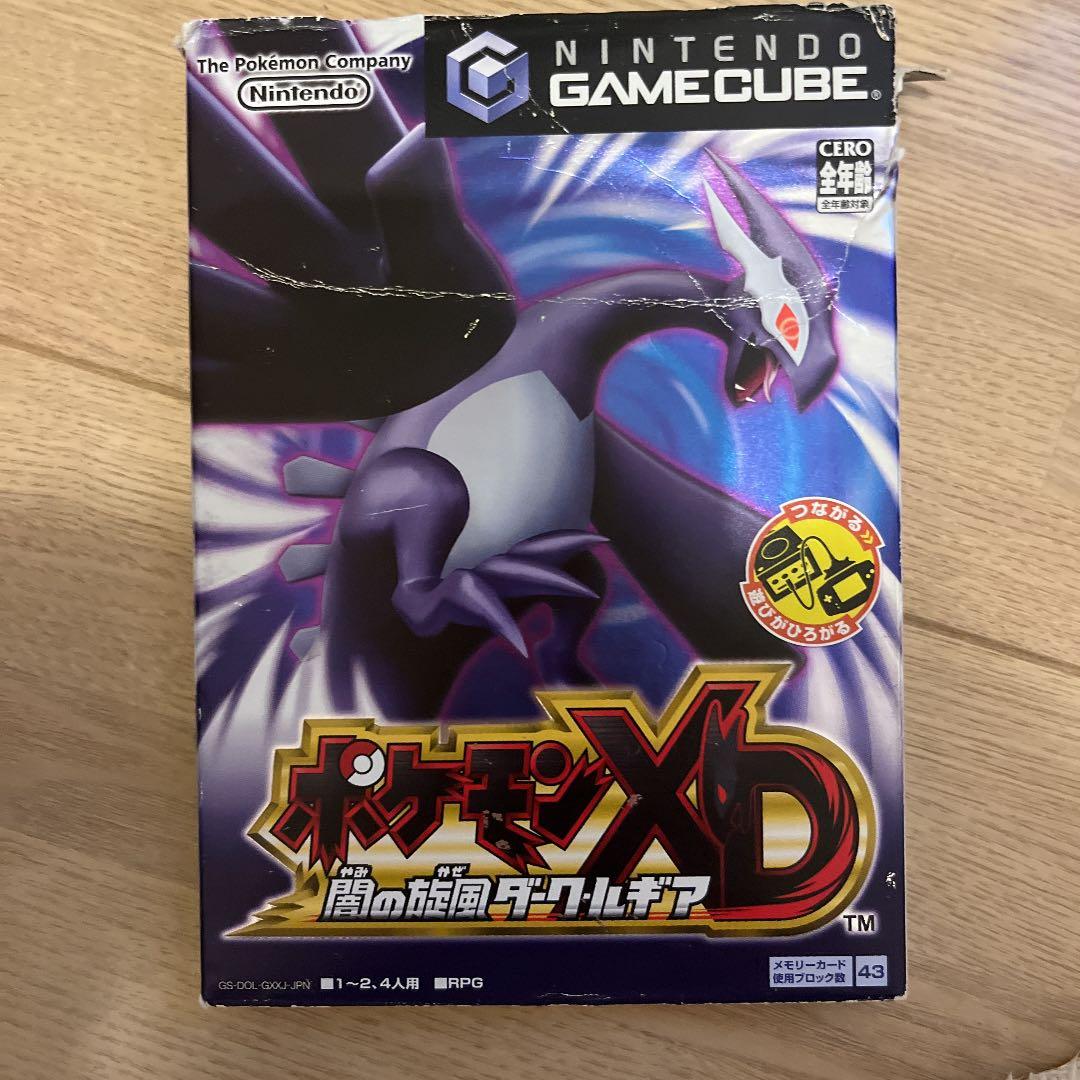 The Pokémon Company
Nintendo
NINTENDO
GAMECUBE®
CERO
全年齢
全年齢対象
つながる»
遊びがひろがる
ポケモンXD
やみ かぜ
闇の旋風ダーク・ルギア
TM
GS-DOL-GXXJ-JPN ■1〜2、4人用 ■RPG
メモリーカード
使用ブロック数 43